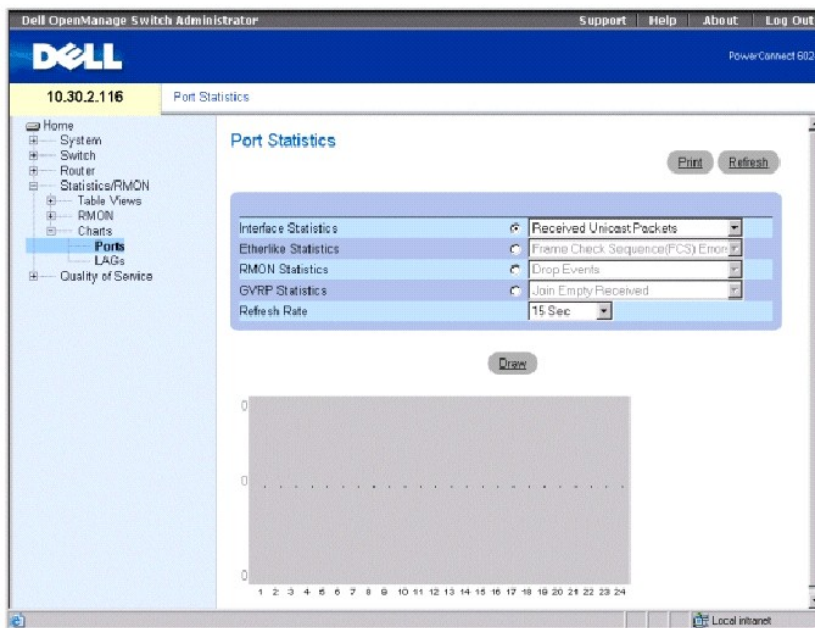 Dell OpenManage Switch Administrator
Support Help About Log Out
DELL
PowerConnect 602
10.30.2.116
Port Statistics
Home
System
Switch
Router
Statistics/RMON
Table Views
RMON
Charts
Ports
LAGs
Quality of Service
Port Statistics
Print Refresh
Interface Statistics Received Unicast Packets
Etherlike Statistics Frame Check Sequence(FCS) Errors
RMON Statistics Drop Events
GVRP Statistics Join Empty Received
Refresh Rate 15 Sec
Draw
0
0
0
1 2 3 4 5 6 7 8 9 10 11 12 13 14 15 16 17 18 19 20 21 22 23 24
Local intranet